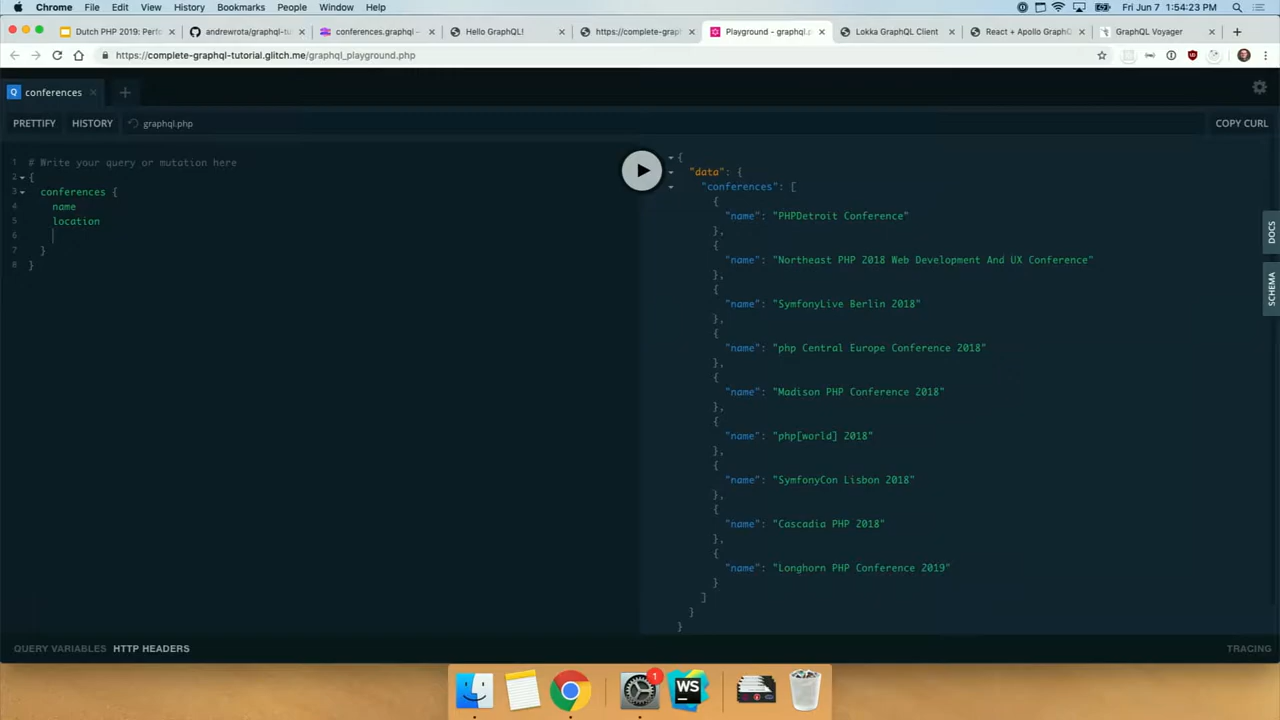 Chrome File Edit View History Bookmarks People Window Help Fri Jun 7 1:54:23 PM
Dutch PHP 2019: Perf
andrewrota/graphql-tu
conferences.graphql -
Hello GraphQL!
https://complete-grap
Playground - graphql.p
Lokka GraphQL Client
React + Apollo GraphQ
GraphQL Voyager
https://complete-graphql-tutorial.glitch.me/graphql_playground.php
Q conferences
PRETTIFY HISTORY graphql.php COPY CURL
1 # Write your query or mutation here
2 {
3 conferences {
4 name
5 location
6
7 }
8 }
{
"data": {
"conferences": [
{
"name": "PHPDetroit Conference"
},
{
"name": "Northeast PHP 2018 Web Development And UX Conference"
},
{
"name": "SymfonyLive Berlin 2018"
},
{
"name": "php Central Europe Conference 2018"
},
{
"name": "Madison PHP Conference 2018"
},
{
"name": "php[world] 2018"
},
{
"name": "SymfonyCon Lisbon 2018"
},
{
"name": "Cascadia PHP 2018"
},
{
"name": "Longhorn PHP Conference 2019"
}
]
}
}
DOCS
SCHEMA
QUERY VARIABLES HTTP HEADERS TRACING
1
WS